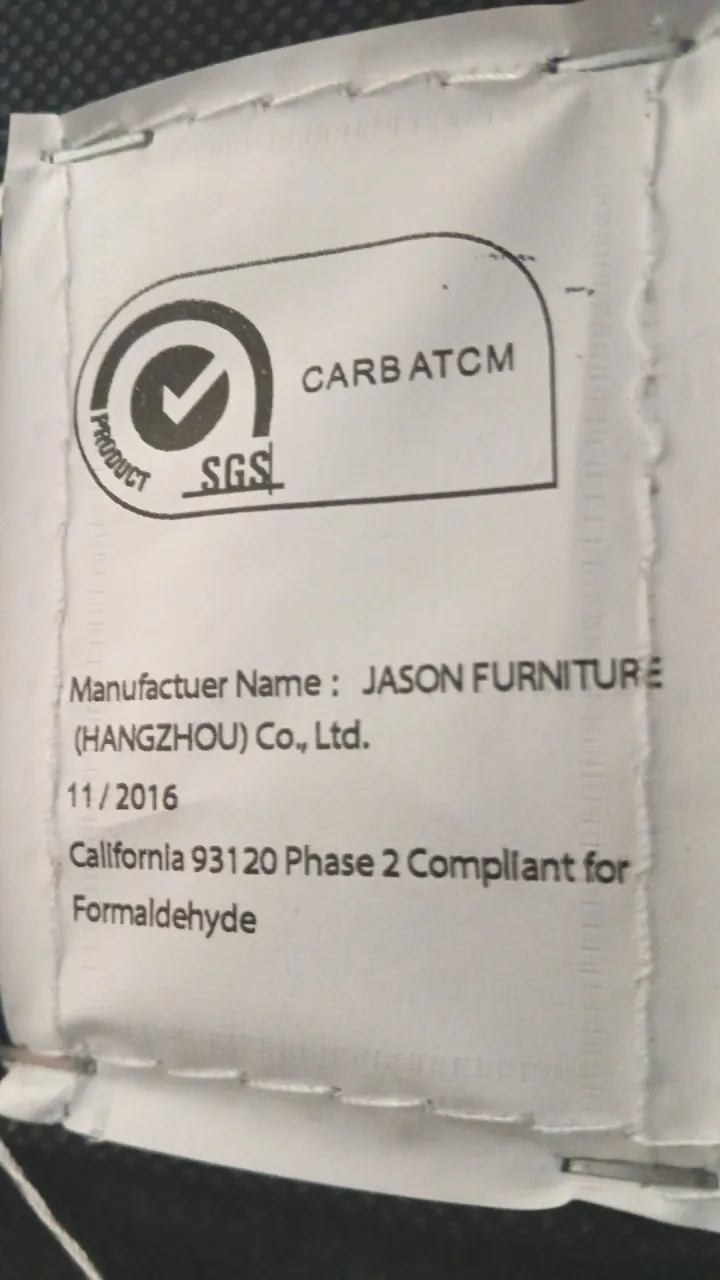 CARB ATCM
PRODUCT
SGS
Manufactuer Name : JASON FURNITURE
(HANGZHOU) Co., Ltd.
11/2016
California 93120 Phase 2 Compliant for
Formaldehyde